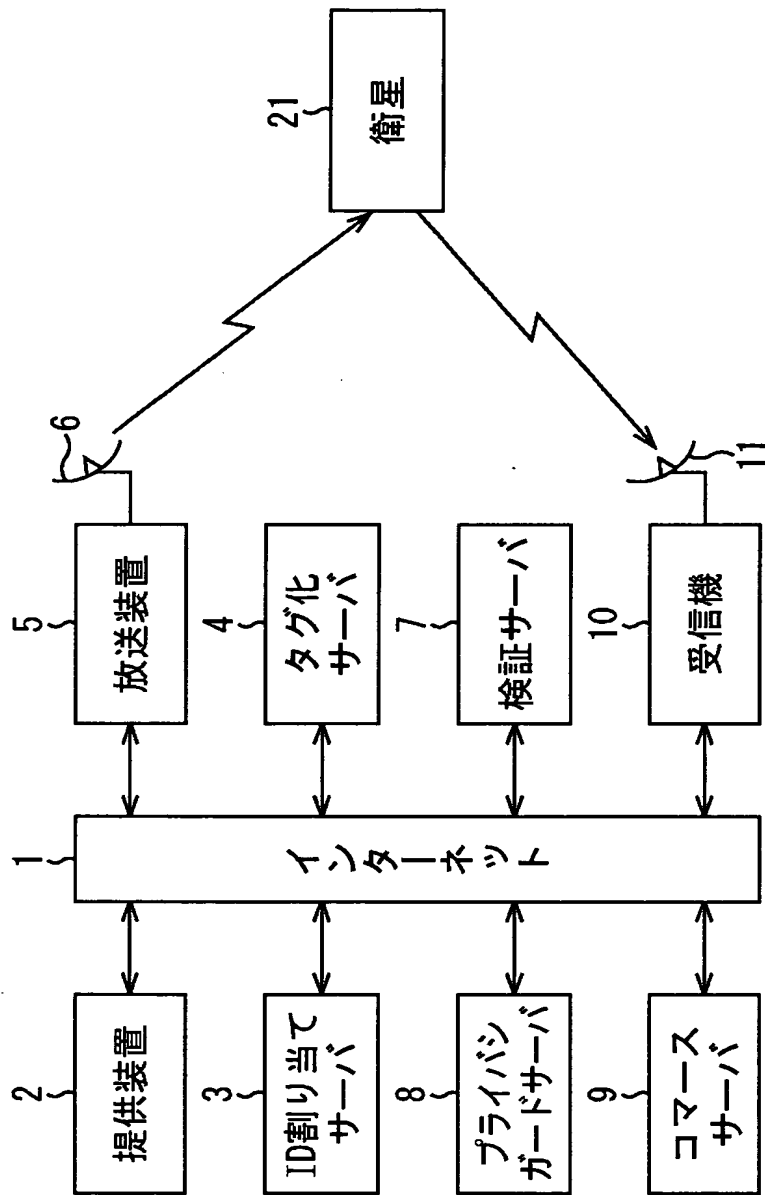 1
インターネット
2
提供装置
3
ID割り当て
サーバ
8
プライバシ
ガードサーバ
9
コマース
サーバ
5
放送装置
6
4
タグ化
サーバ
7
検証サーバ
10
受信機
11
21
衛星